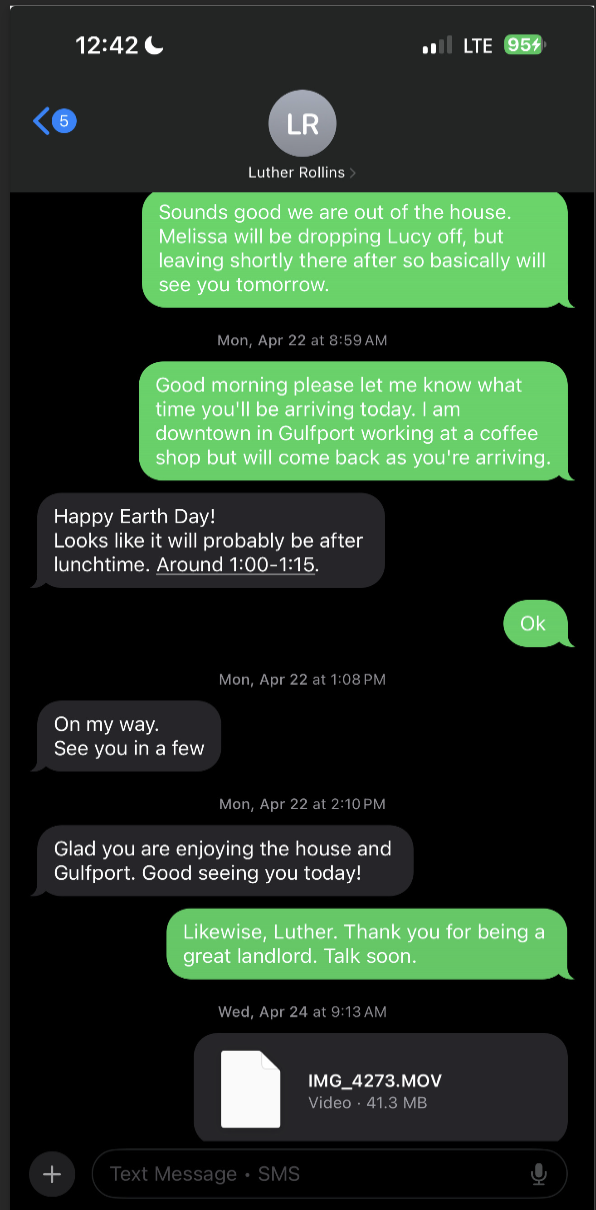 12:42
LTE 95
5
LR
Luther Rollins
Sounds good we are out of the house.
Melissa will be dropping Lucy off, but
leaving shortly there after so basically will
see you tomorrow.
Mon, Apr 22 at 8:59 AM
Good morning please let me know what
time you'll be arriving today. I am
downtown in Gulfport working at a coffee
shop but will come back as you're arriving.
Happy Earth Day!
Looks like it will probably be after
lunchtime. Around 1:00-1:15.
Ok
Mon, Apr 22 at 1:08 PM
On my way.
See you in a few
Mon, Apr 22 at 2:10 PM
Glad you are enjoying the house and
Gulfport. Good seeing you today!
Likewise, Luther. Thank you for being a
great landlord. Talk soon.
Wed, Apr 24 at 9:13 AM
IMG_4273.MOV
Video · 41.3 MB
Text Message • SMS